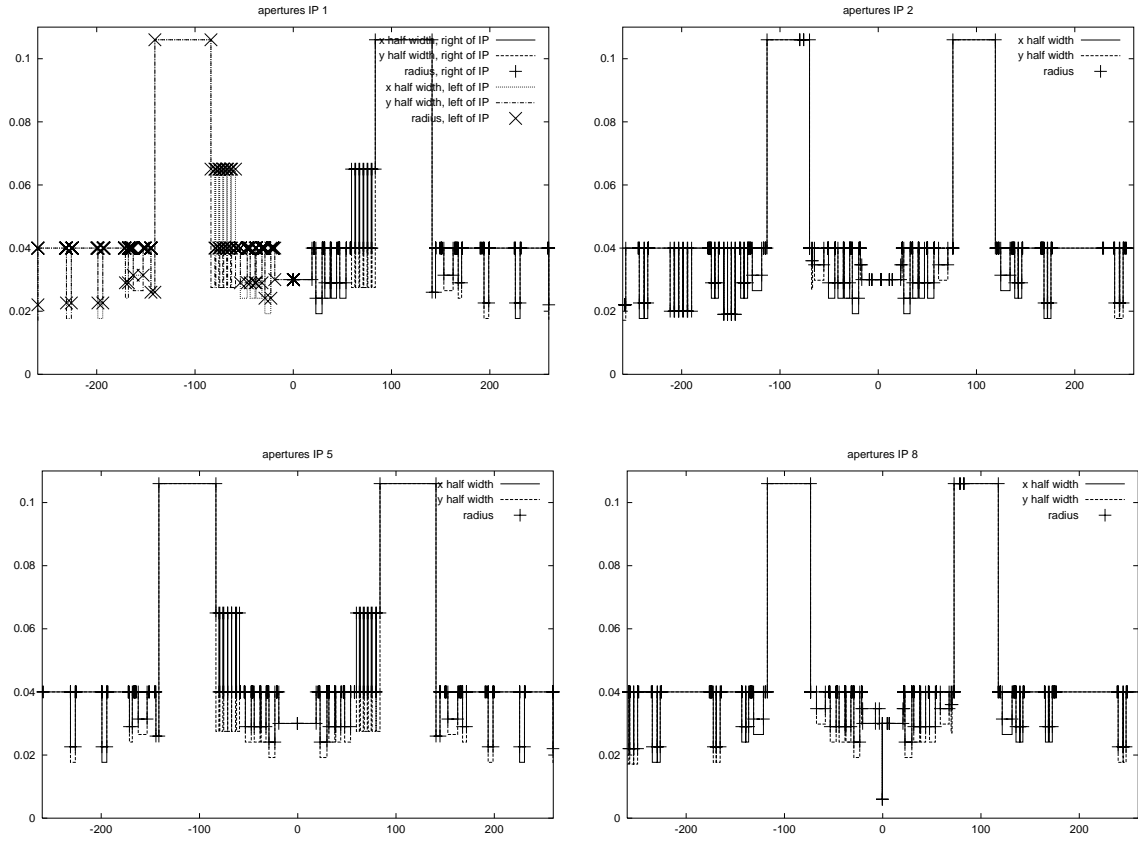 apertures IP 1
x half width, right of IP
y half width, right of IP
radius, right of IP
x half width, left of IP
y half width, left of IP
radius, left of IP
0.1
0.08
0.06
0.04
0.02
0
-200 -100 0 100 200
apertures IP 2
x half width
y half width
radius
0.1
0.08
0.06
0.04
0.02
0
-200 -100 0 100 200
apertures IP 5
x half width
y half width
radius
0.1
0.08
0.06
0.04
0.02
0
-200 -100 0 100 200
apertures IP 8
x half width
y half width
radius
0.1
0.08
0.06
0.04
0.02
0
-200 -100 0 100 200